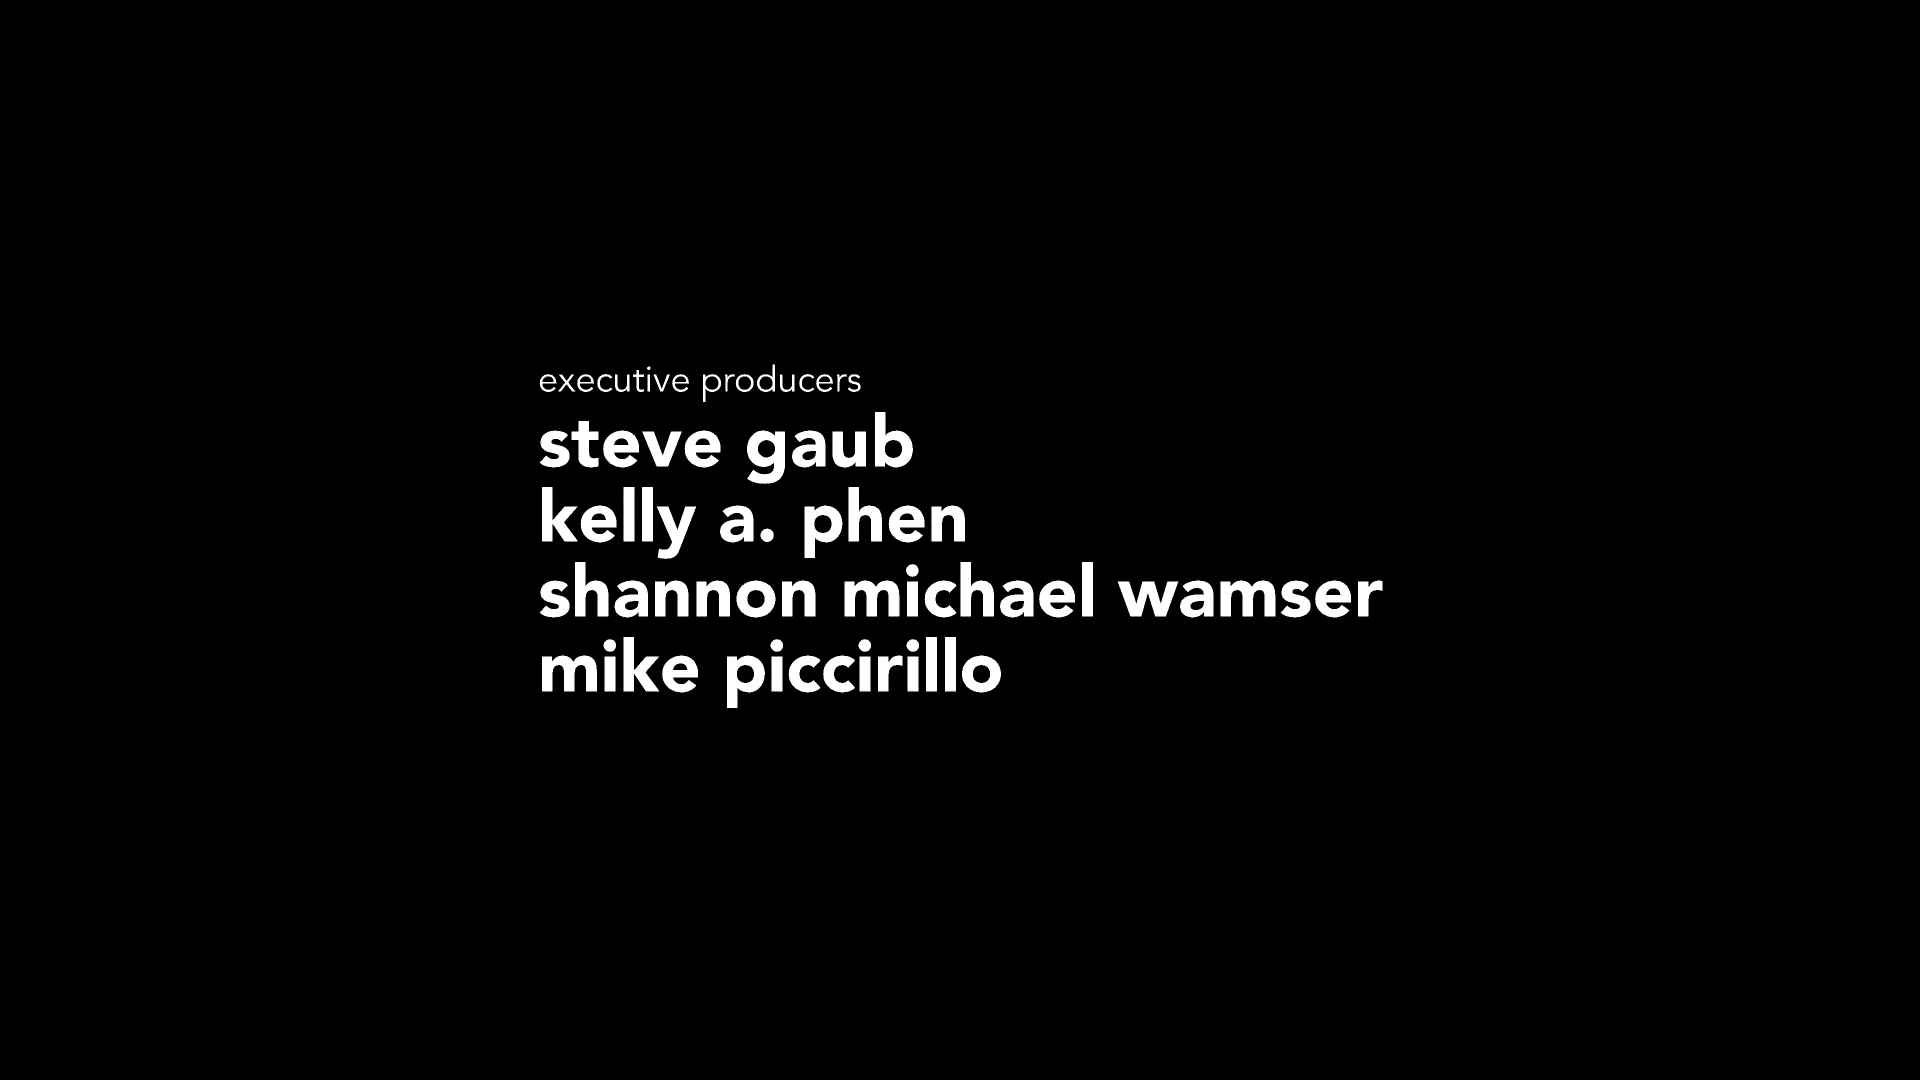 executive producers
steve gaub
kelly a. phen
shannon michael wamser
mike piccirillo